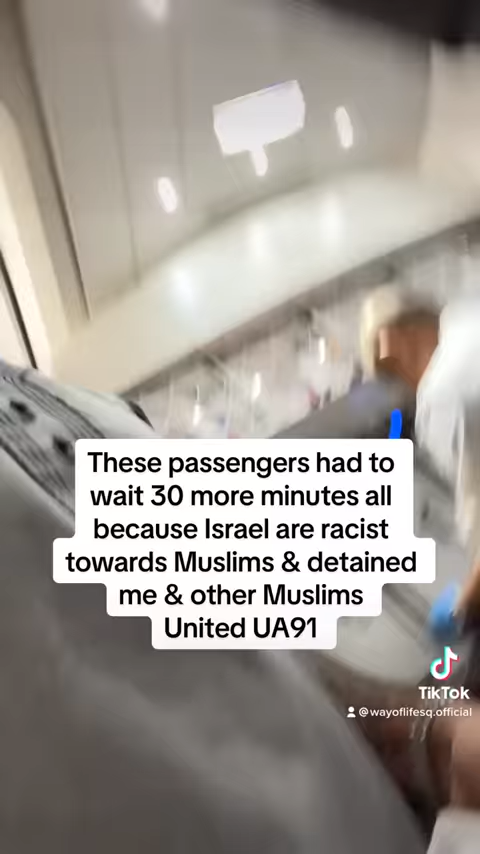 These passengers had to
wait 30 more minutes all
because Israel are racist
towards Muslims & detained
me & other Muslims
United UA91
TikTok
@wayoflifesq.official